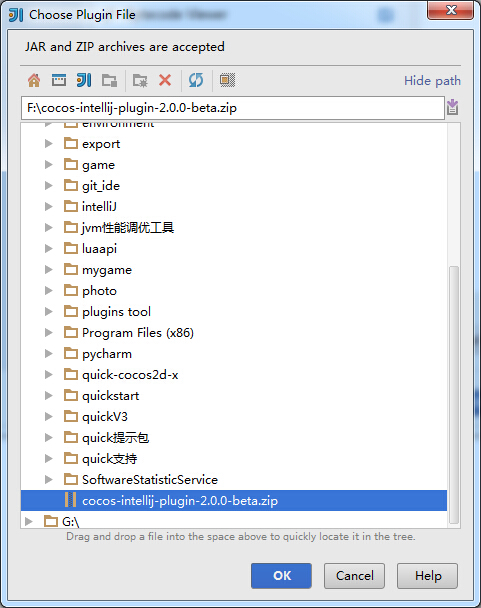 Choose Plugin File
JAR and ZIP archives are accepted
Hide path
F:\cocos-intellij-plugin-2.0.0-beta.zip
environment
export
game
git_ide
intelliJ
jvm性能调优工具
luaapi
mygame
photo
plugins tool
Program Files (x86)
pycharm
quick-cocos2d-x
quickstart
quickV3
quick提示包
quick支持
SoftwareStatisticService
cocos-intellij-plugin-2.0.0-beta.zip
G:\
Drag and drop a file into the space above to quickly locate it in the tree.
OK Cancel Help